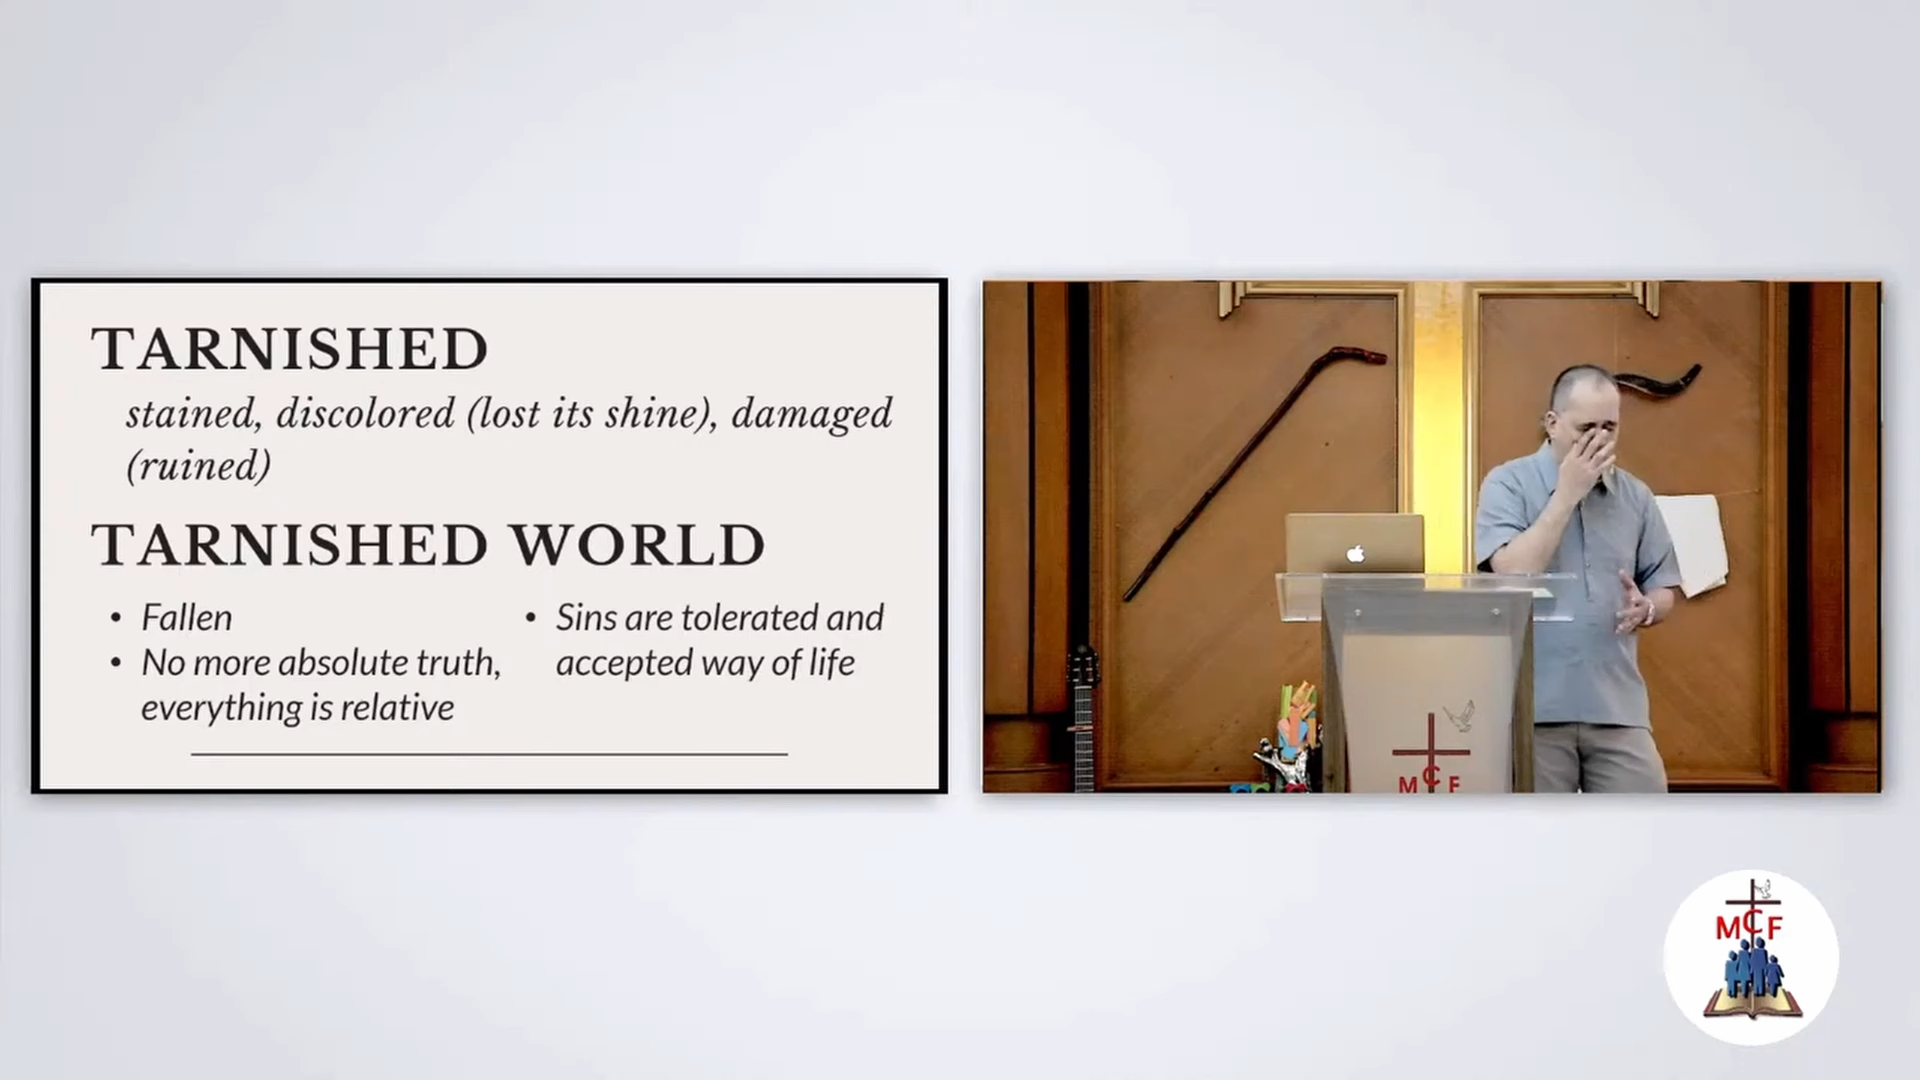 TARNISHED
stained, discolored (lost its shine), damaged
(ruined)
TARNISHED WORLD
• Fallen
• No more absolute truth,
everything is relative
• Sins are tolerated and
accepted way of life
M C F
MCF